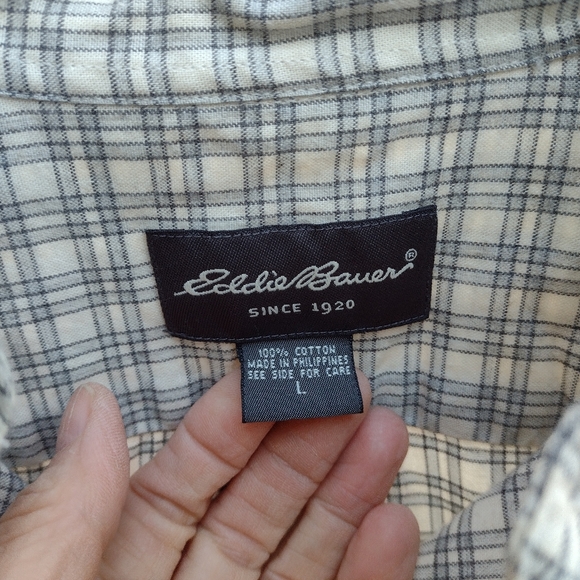 Eddie Bauer®
SINCE 1920
100% COTTON
MADE IN PHILIPPINES
SEE SIDE FOR CARE
L